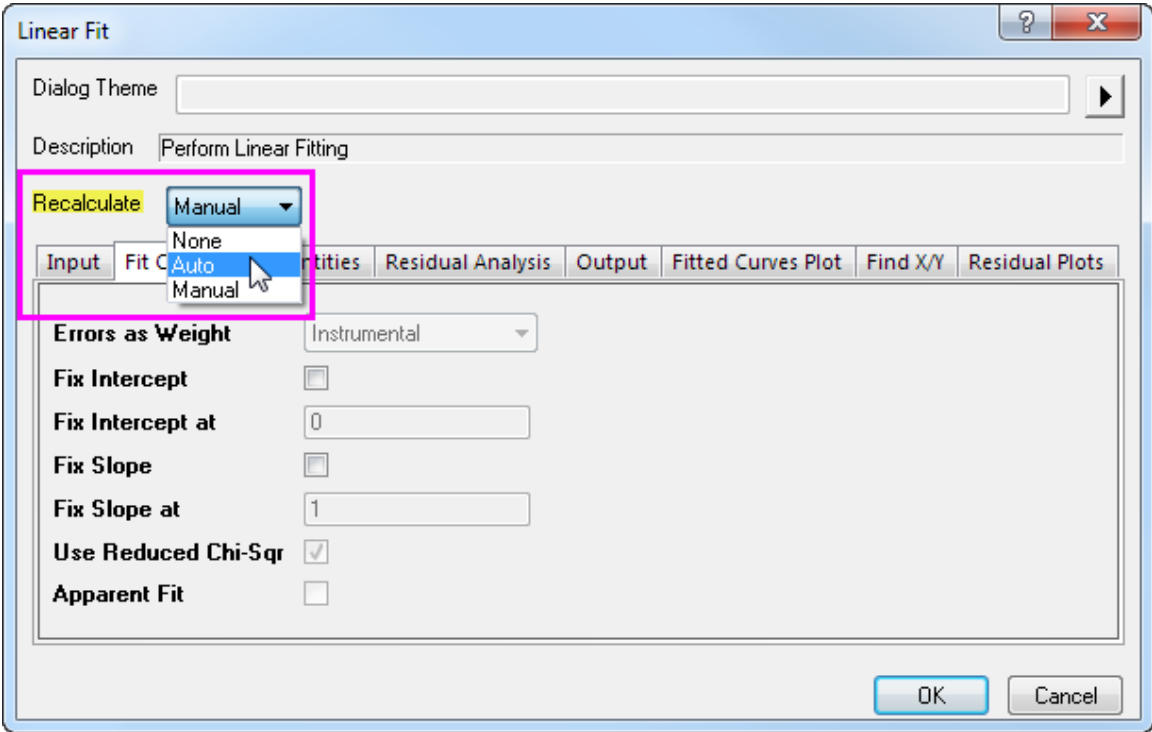 Linear Fit
Dialog Theme
Description Perform Linear Fitting
Recalculate Manual
None
Auto
Manual
Input Fit C ntities Residual Analysis Output Fitted Curves Plot Find X/Y Residual Plots
Errors as Weight Instrumental
Fix Intercept
Fix Intercept at 0
Fix Slope
Fix Slope at 1
Use Reduced Chi-Sqr
Apparent Fit
OK Cancel